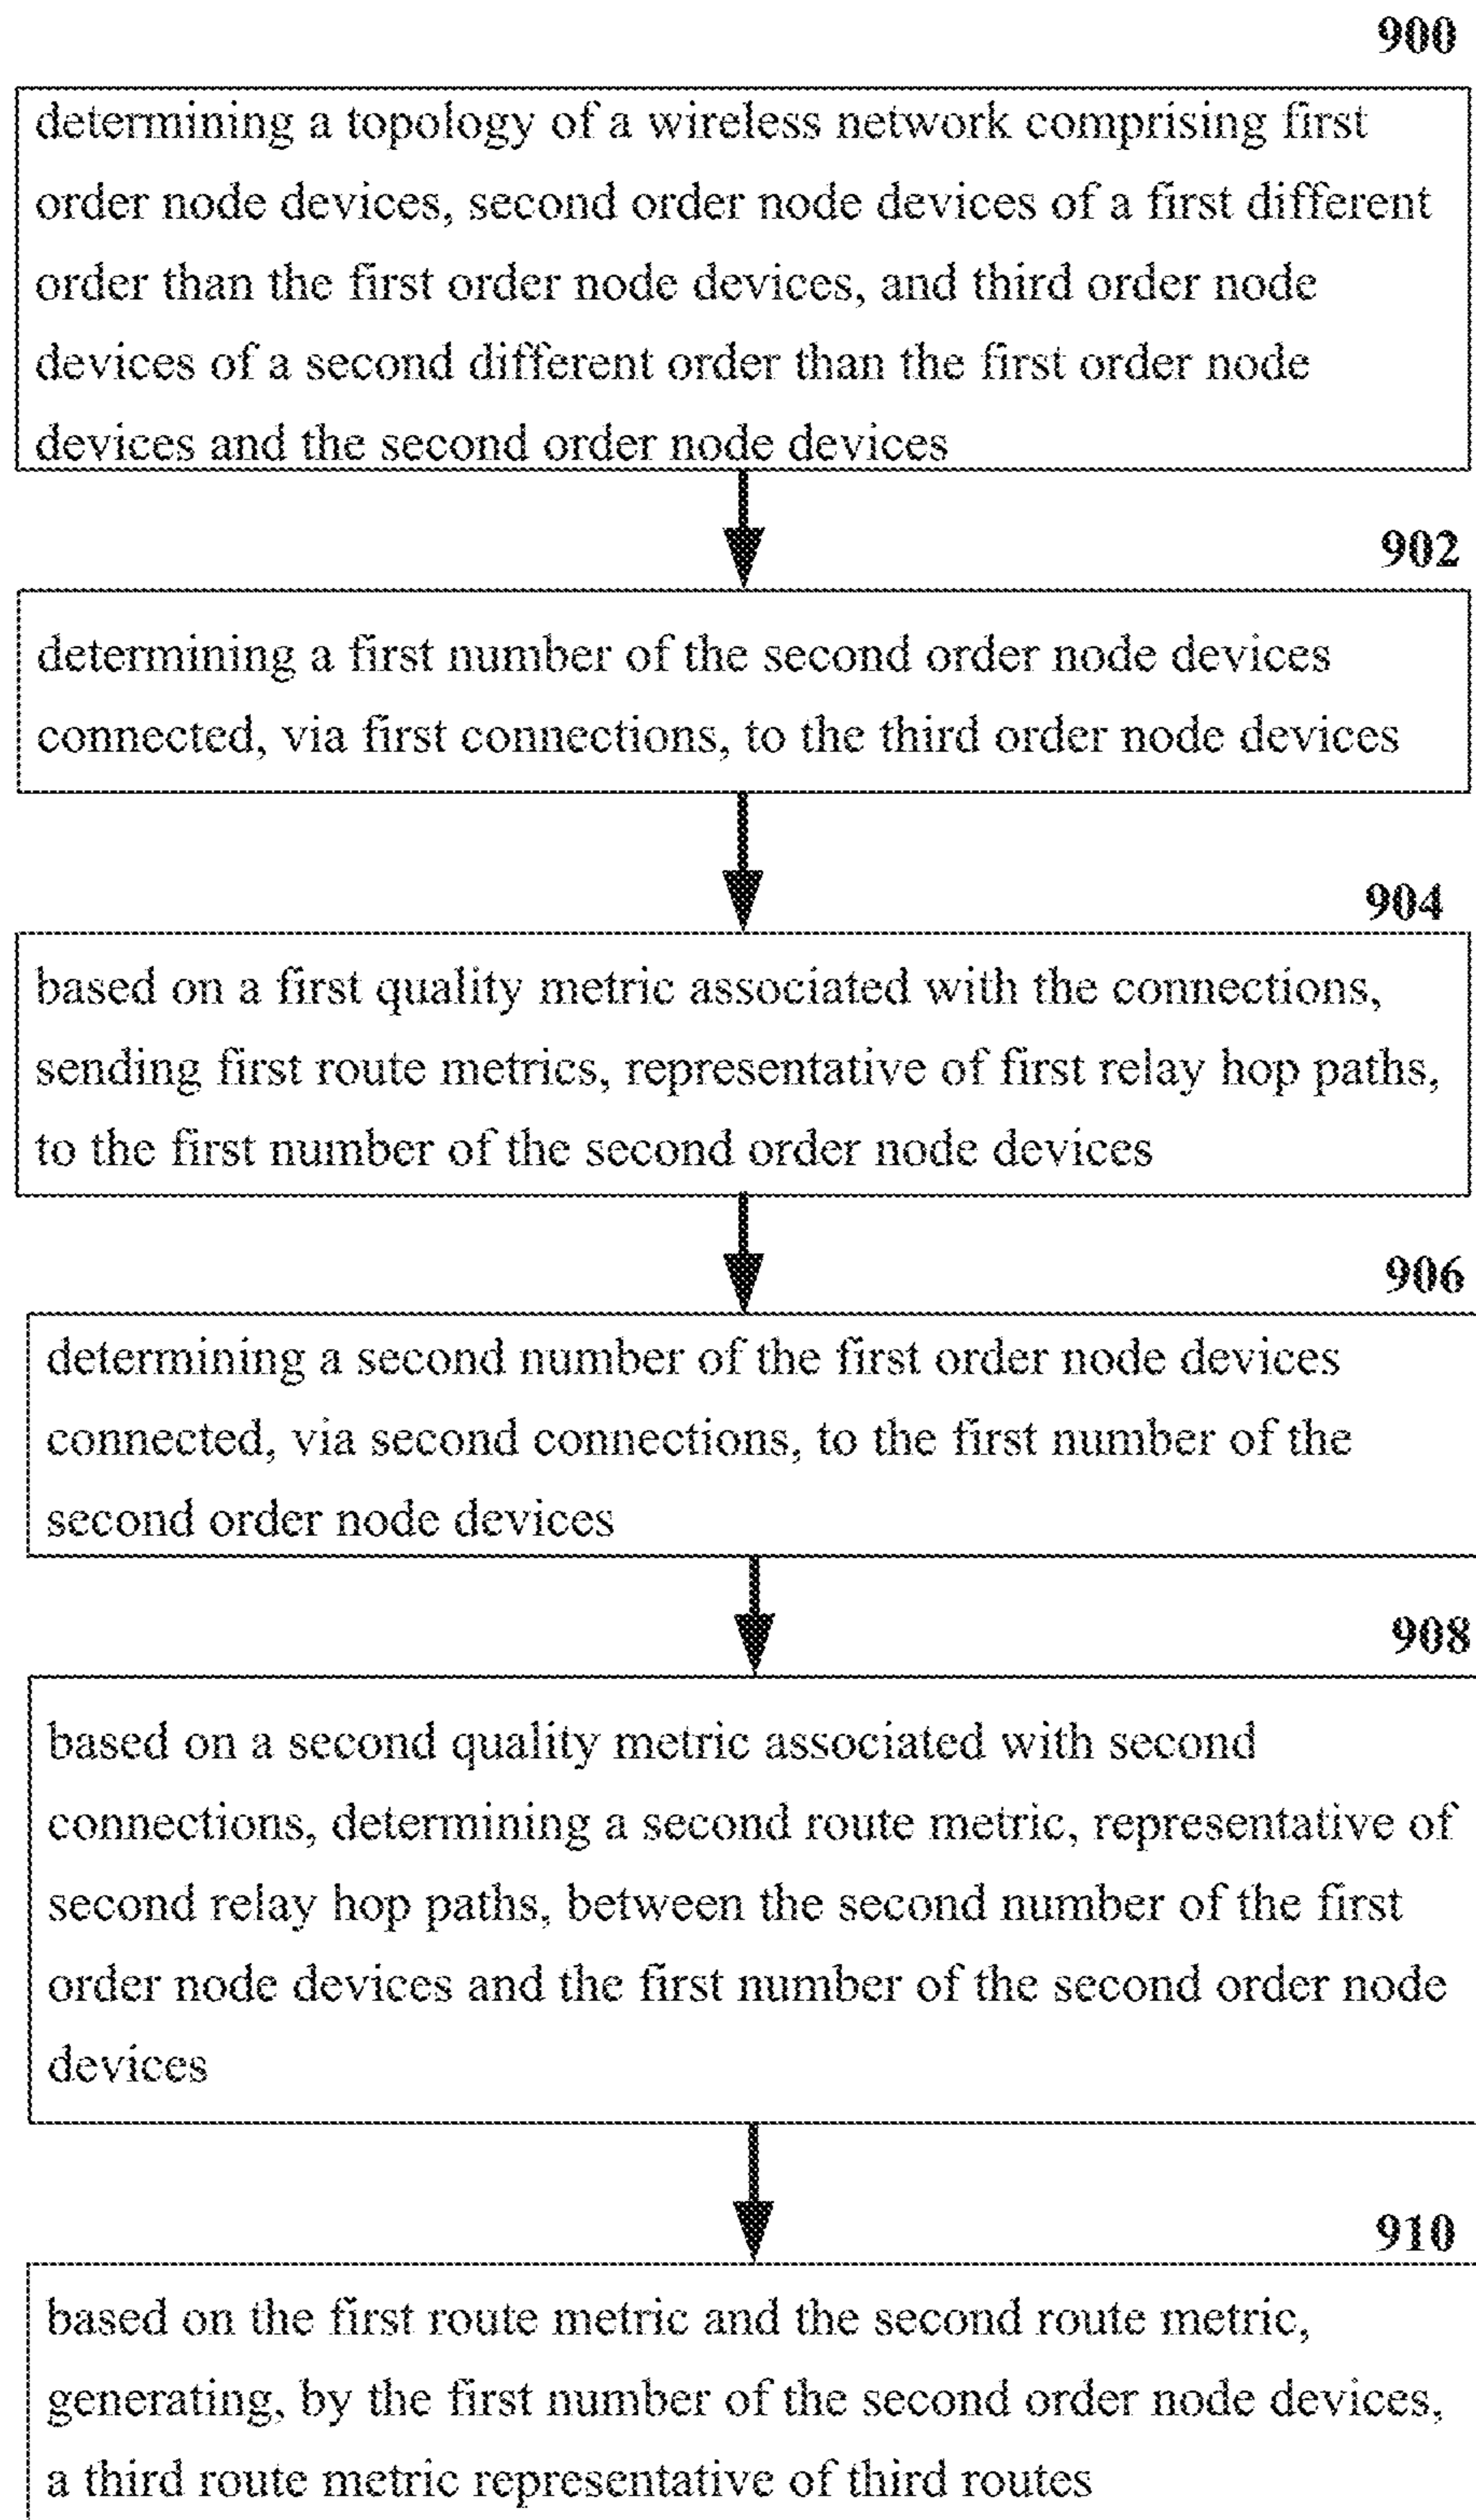 900
determining a topology of a wireless network comprising first
order node devices, second order node devices of a first different
order than the first order node devices, and third order node
devices of a second different order than the first order node
devices and the second order node devices
902
determining a first number of the second order node devices
connected, via first connections, to the third order node devices
904
based on a first quality metric associated with the connections,
sending first route metrics, representative of first relay hop paths,
to the first number of the second order node devices
906
determining a second number of the first order node devices
connected, via second connections, to the first number of the
second order node devices
908
based on a second quality metric associated with second
connections, determining a second route metric, representative of
second relay hop paths, between the second number of the first
order node devices and the first number of the second order node
devices
910
based on the first route metric and the second route metric,
generating, by the first number of the second order node devices,
a third route metric representative of third routes